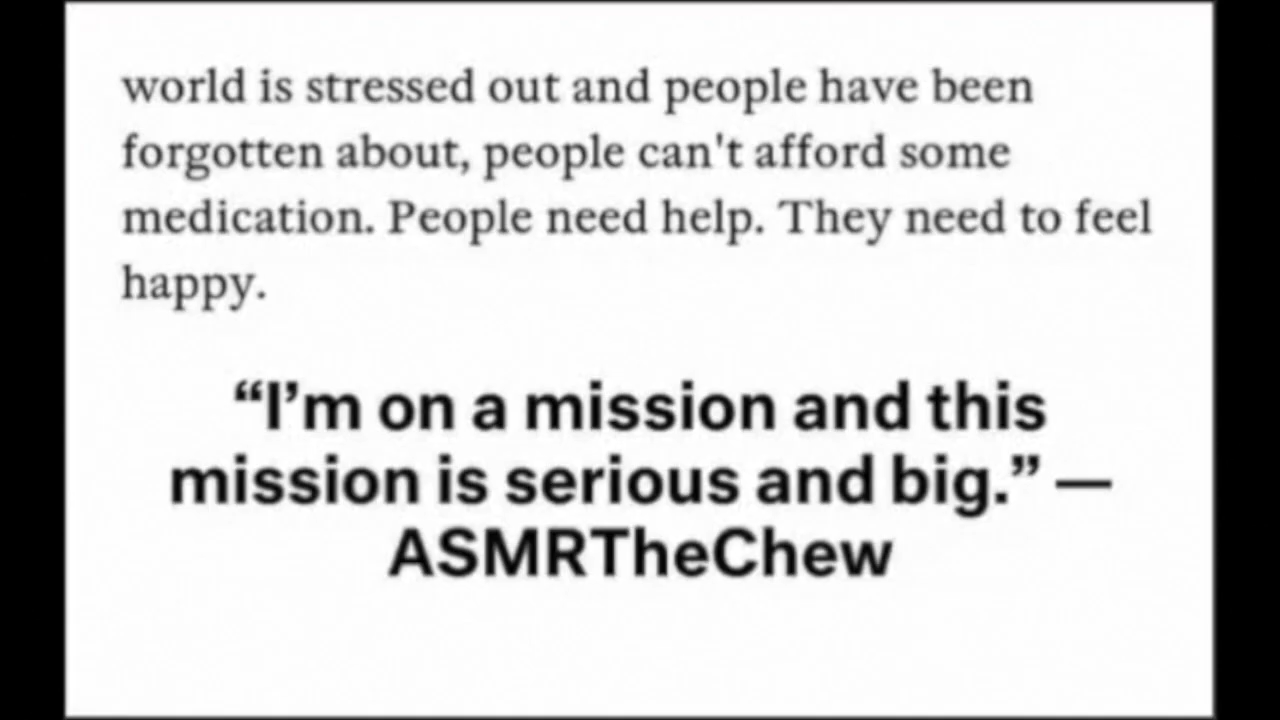 world is stressed out and people have been
forgotten about, people can't afford some
medication. People need help. They need to feel
happy.
“I’m on a mission and this
mission is serious and big.” —
ASMRTheChew